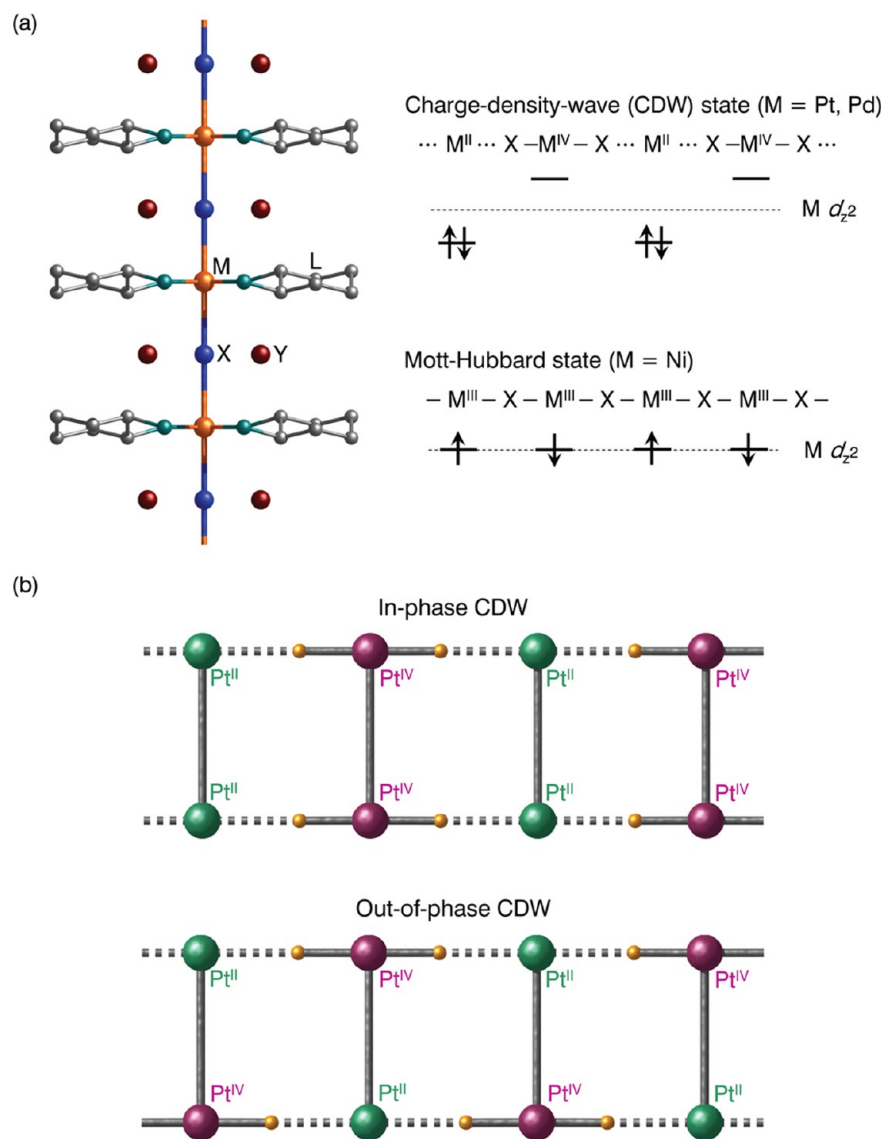 (a)
Charge-density-wave (CDW) state (M = Pt, Pd)
··· Mᴵᴵ ··· X –Mᴵⱽ – X ··· Mᴵᴵ ··· X –Mᴵⱽ– X ···
M d_z²
M
L
X
Y
Mott-Hubbard state (M = Ni)
– Mᴵᴵᴵ – X – Mᴵᴵᴵ – X – Mᴵᴵᴵ – X – Mᴵᴵᴵ – X –
M d_z²
(b)
In-phase CDW
Ptᴵᴵ Ptᴵⱽ Ptᴵᴵ Ptᴵⱽ
Ptᴵᴵ Ptᴵⱽ Ptᴵᴵ Ptᴵⱽ
Out-of-phase CDW
Ptᴵᴵ Ptᴵⱽ Ptᴵᴵ Ptᴵⱽ
Ptᴵⱽ Ptᴵᴵ Ptᴵⱽ Ptᴵᴵ